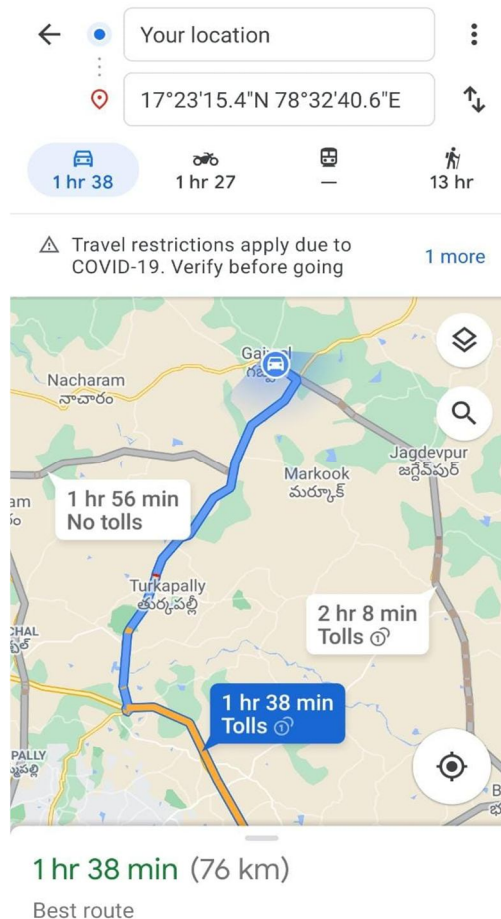 Your location
17°23'15.4"N 78°32'40.6"E
1 hr 38
1 hr 27
—
13 hr
Travel restrictions apply due to
COVID-19. Verify before going
1 more
Nacharam
నాచారం
Jagdevpur
జగ్దేవ్‌పుర్
Markook
మర్కూక్
1 hr 56 min
No tolls
Turkapally
తుర్కపల్లి
2 hr 8 min
Tolls
1 hr 38 min
Tolls
1 hr 38 min (76 km)
Best route